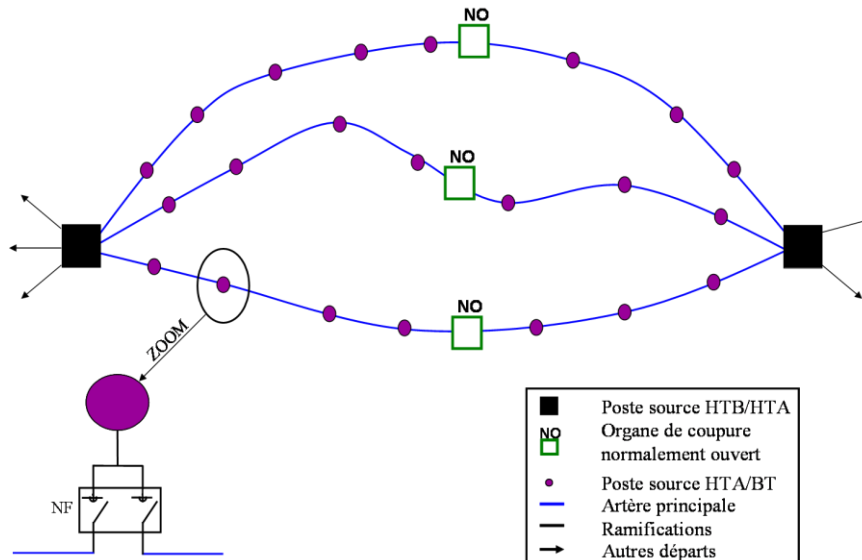 NO
NO
NO
ZOOM
NF
Poste source HTB/HTA
NO
Organe de coupure
normalement ouvert
Poste source HTA/BT
Artère principale
Ramifications
Autres départs